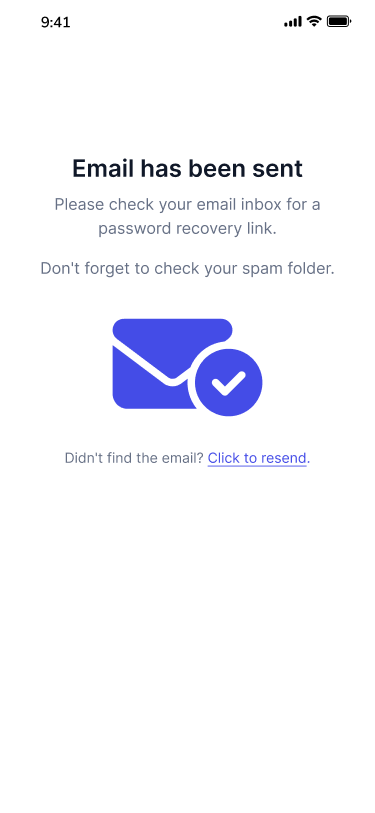 9:41
Email has been sent
Please check your email inbox for a
password recovery link.
Don't forget to check your spam folder.
Didn't find the email? Click to resend.